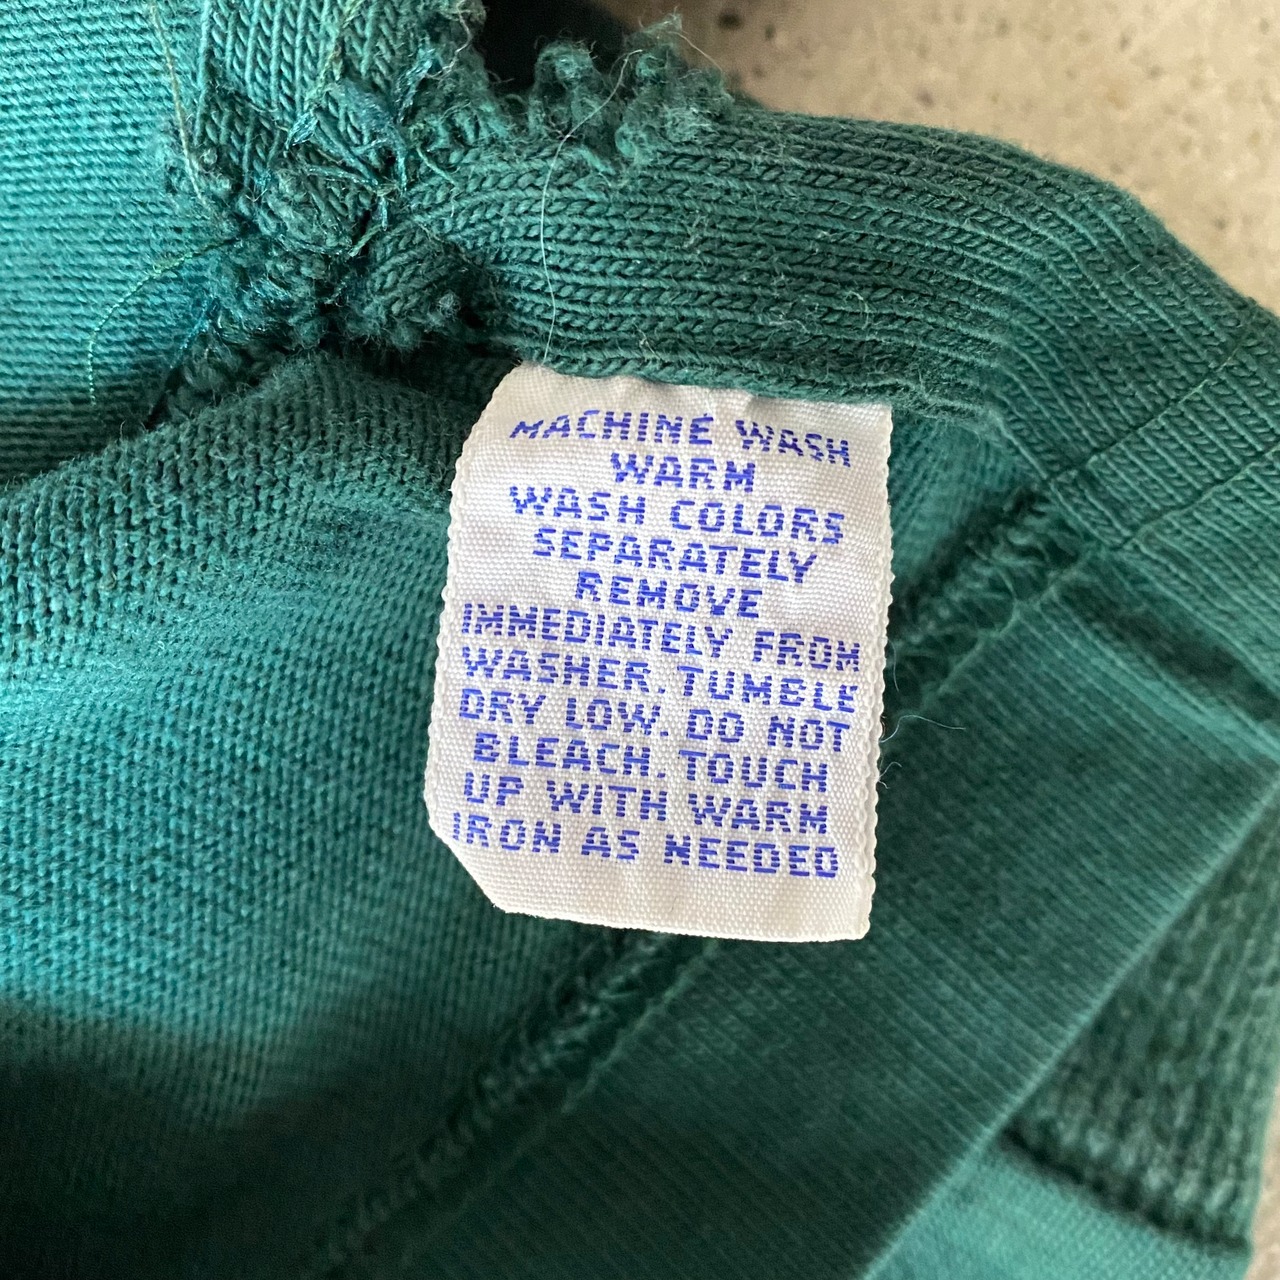 MACHINE WASH
WARM
WASH COLORS
SEPARATELY
REMOVE
IMMEDIATELY FROM
WASHER. TUMBLE
DRY LOW. DO NOT
BLEACH. TOUCH
UP WITH WARM
IRON AS NEEDED